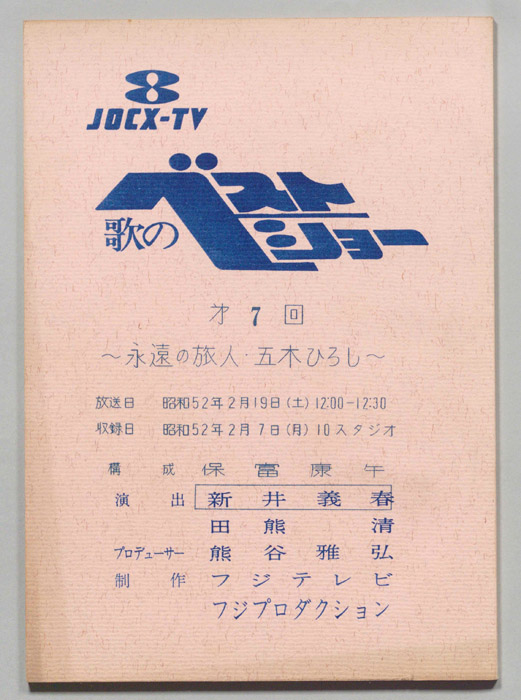 8
JOCX-TV
歌のベストショー
第7回
〜永遠の旅人・五木ひろし〜
放送日 昭和52年2月19日(土)12:00-12:30
収録日 昭和52年2月7日(月)10スタジオ
構成 保富康午
演出 新井義春
田熊 清
プロデューサー 熊谷雅弘
制作 フジテレビ
フジプロダクション